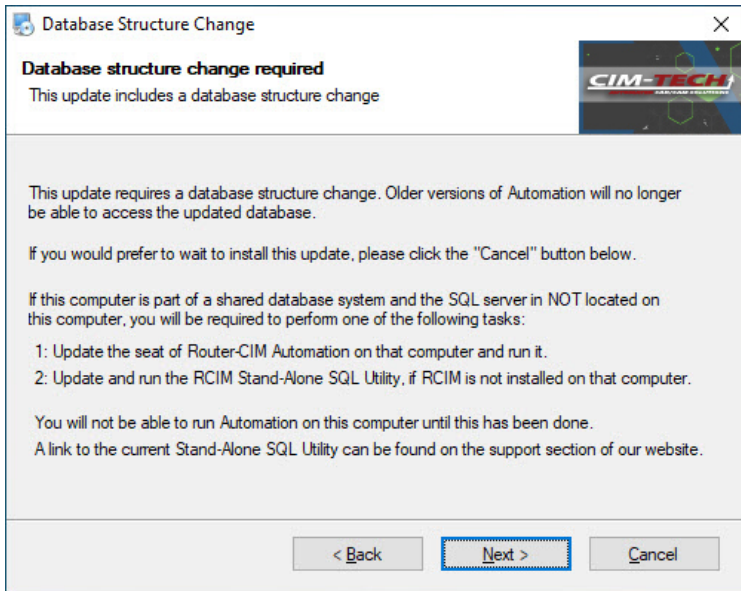 Database Structure Change
Database structure change required
This update includes a database structure change
CIM-TECH
CAD/CAM SOLUTIONS
This update requires a database structure change. Older versions of Automation will no longer
be able to access the updated database.
If you would prefer to wait to install this update, please click the "Cancel" button below.
If this computer is part of a shared database system and the SQL server in NOT located on
this computer, you will be required to perform one of the following tasks:
1: Update the seat of Router-CIM Automation on that computer and run it.
2: Update and run the RCIM Stand-Alone SQL Utility, if RCIM is not installed on that computer.
You will not be able to run Automation on this computer until this has been done.
A link to the current Stand-Alone SQL Utility can be found on the support section of our website.
< Back
Next >
Cancel